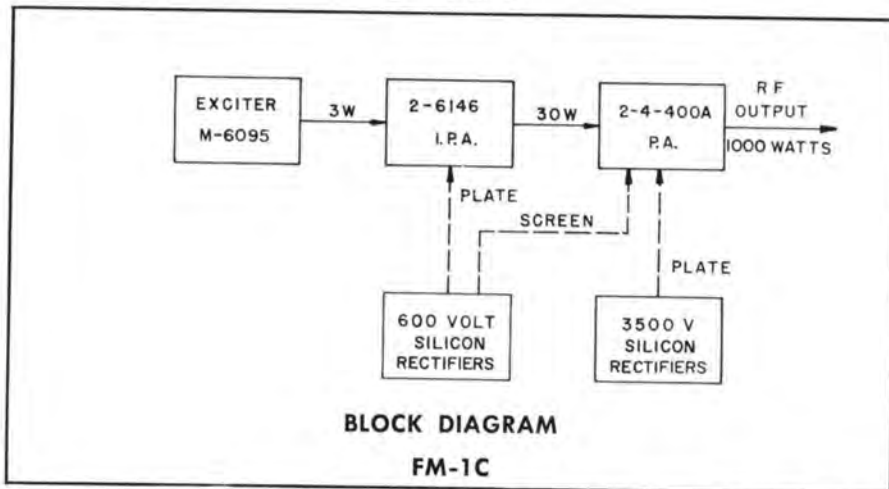 EXCITER
M-6095
3W
2-6146
I.P.A.
30W
2-4-400A
P.A.
RF
OUTPUT
1000 WATTS
PLATE
SCREEN
PLATE
600 VOLT
SILICON
RECTIFIERS
3500 V
SILICON
RECTIFIERS
BLOCK DIAGRAM
FM-1C